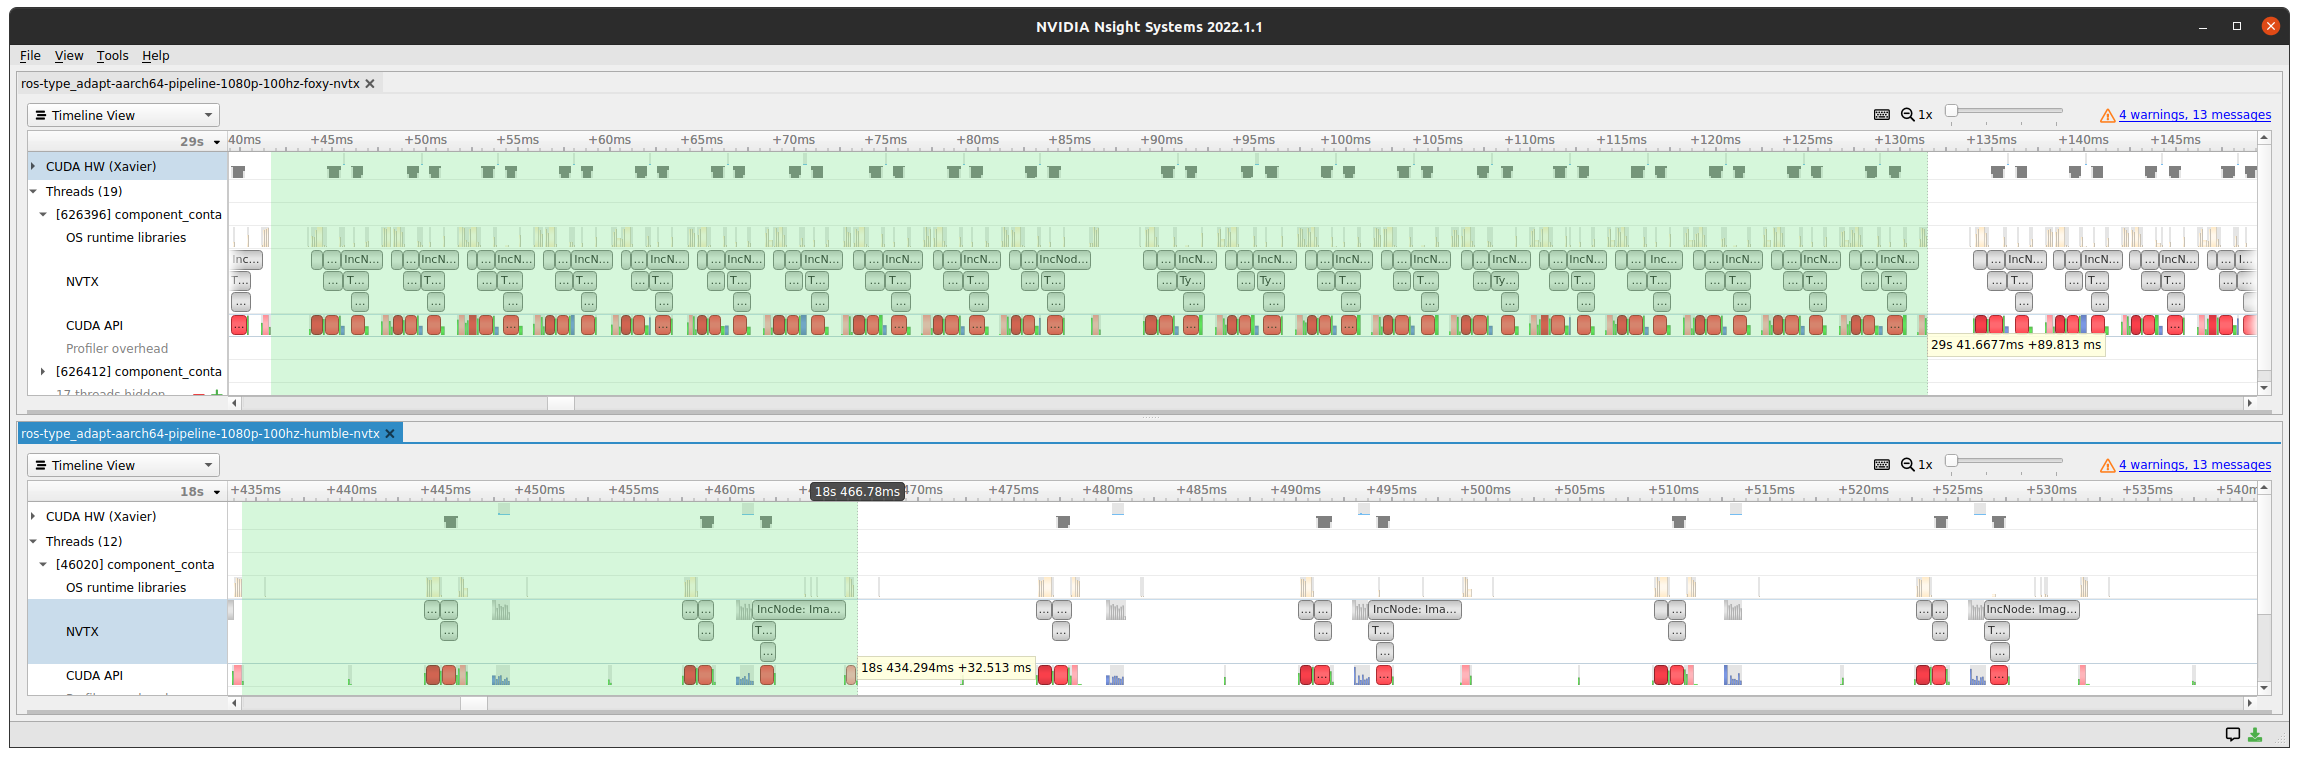 NVIDIA Nsight Systems 2022.1.1
File View Tools Help
ros-type_adapt-aarch64-pipeline-1080p-100hz-foxy-nvtx
Timeline View 1x 4 warnings, 13 messages
29s 40ms +45ms +50ms +55ms +60ms +65ms +70ms +75ms +80ms +85ms +90ms +95ms +100ms +105ms +110ms +115ms +120ms +125ms +130ms +135ms +140ms +145ms
CUDA HW (Xavier)
Threads (19)
[626396] component_conta
OS runtime libraries
Inc... ... IncN... ... IncN... ... IncN... ... IncN... ... IncN... ... IncN... ... IncN... ... IncN... ... IncN... ... IncNod... ... IncN... ... IncN... ... IncN... ... IncN... ... IncN... ... IncN... ... Inc... ... IncN... ... IncN... ... IncN... ... IncN... ... IncN... ... IncN... ... I...
NVTX T... ... T... ... T... ... T... ... T... ... T... ... T... ... T... ... T... ... T... ... T... ... Ty... ... Ty... ... T... ... T... ... Ty... ... T... ... T... ... T... ... T... ... T... ... T... ... T... ... T... ...
... ... ... ... ... ... ... ... ... ... ... ... ... ... ... ... ... ... ... ... ... ... ... ...
CUDA API
Profiler overhead
29s 41.6677ms +89.813 ms
[626412] component_conta
17 threads hidden
ros-type_adapt-aarch64-pipeline-1080p-100hz-humble-nvtx
Timeline View 1x 4 warnings, 13 messages
18s +435ms +440ms +445ms +450ms +455ms +460ms 18s 466.78ms 470ms +475ms +480ms +485ms +490ms +495ms +500ms +505ms +510ms +515ms +520ms +525ms +530ms +535ms +540m
CUDA HW (Xavier)
Threads (12)
[46020] component_conta
OS runtime libraries
... ... ... ... IncNode: Ima... ... ... ... ... IncNode: Ima... ... ... ... IncNode: Imag...
NVTX ... ... T... ... ... T... ... ... T...
... ... ...
CUDA API
18s 434.294ms +32.513 ms